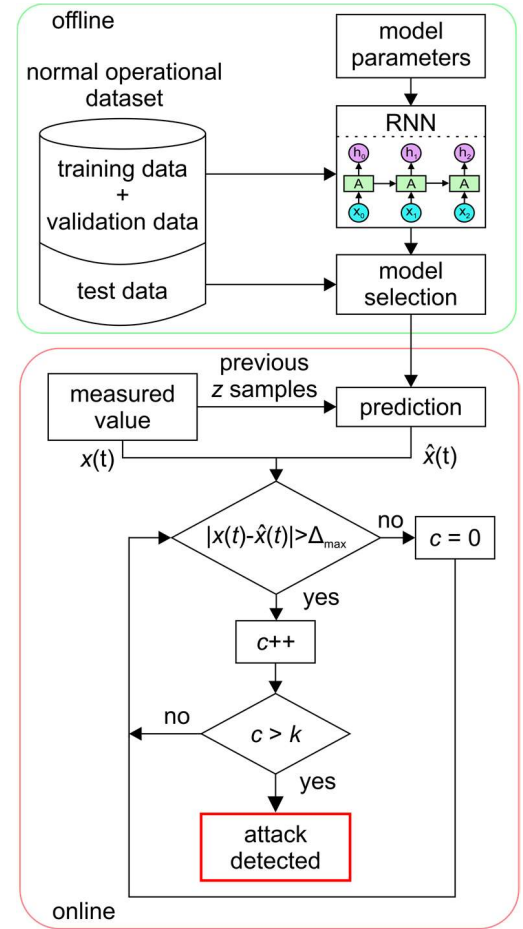 offline
normal operational
dataset
training data
+
validation data
test data
model
parameters
RNN
h₀ h₁ h₂
A A A
x₀ x₁ x₂
model
selection
previous
z samples
measured
value
prediction
x(t)
x̂(t)
|x(t)-x̂(t)|>Δmax
no
c = 0
yes
c++
no
c > k
yes
attack
detected
online